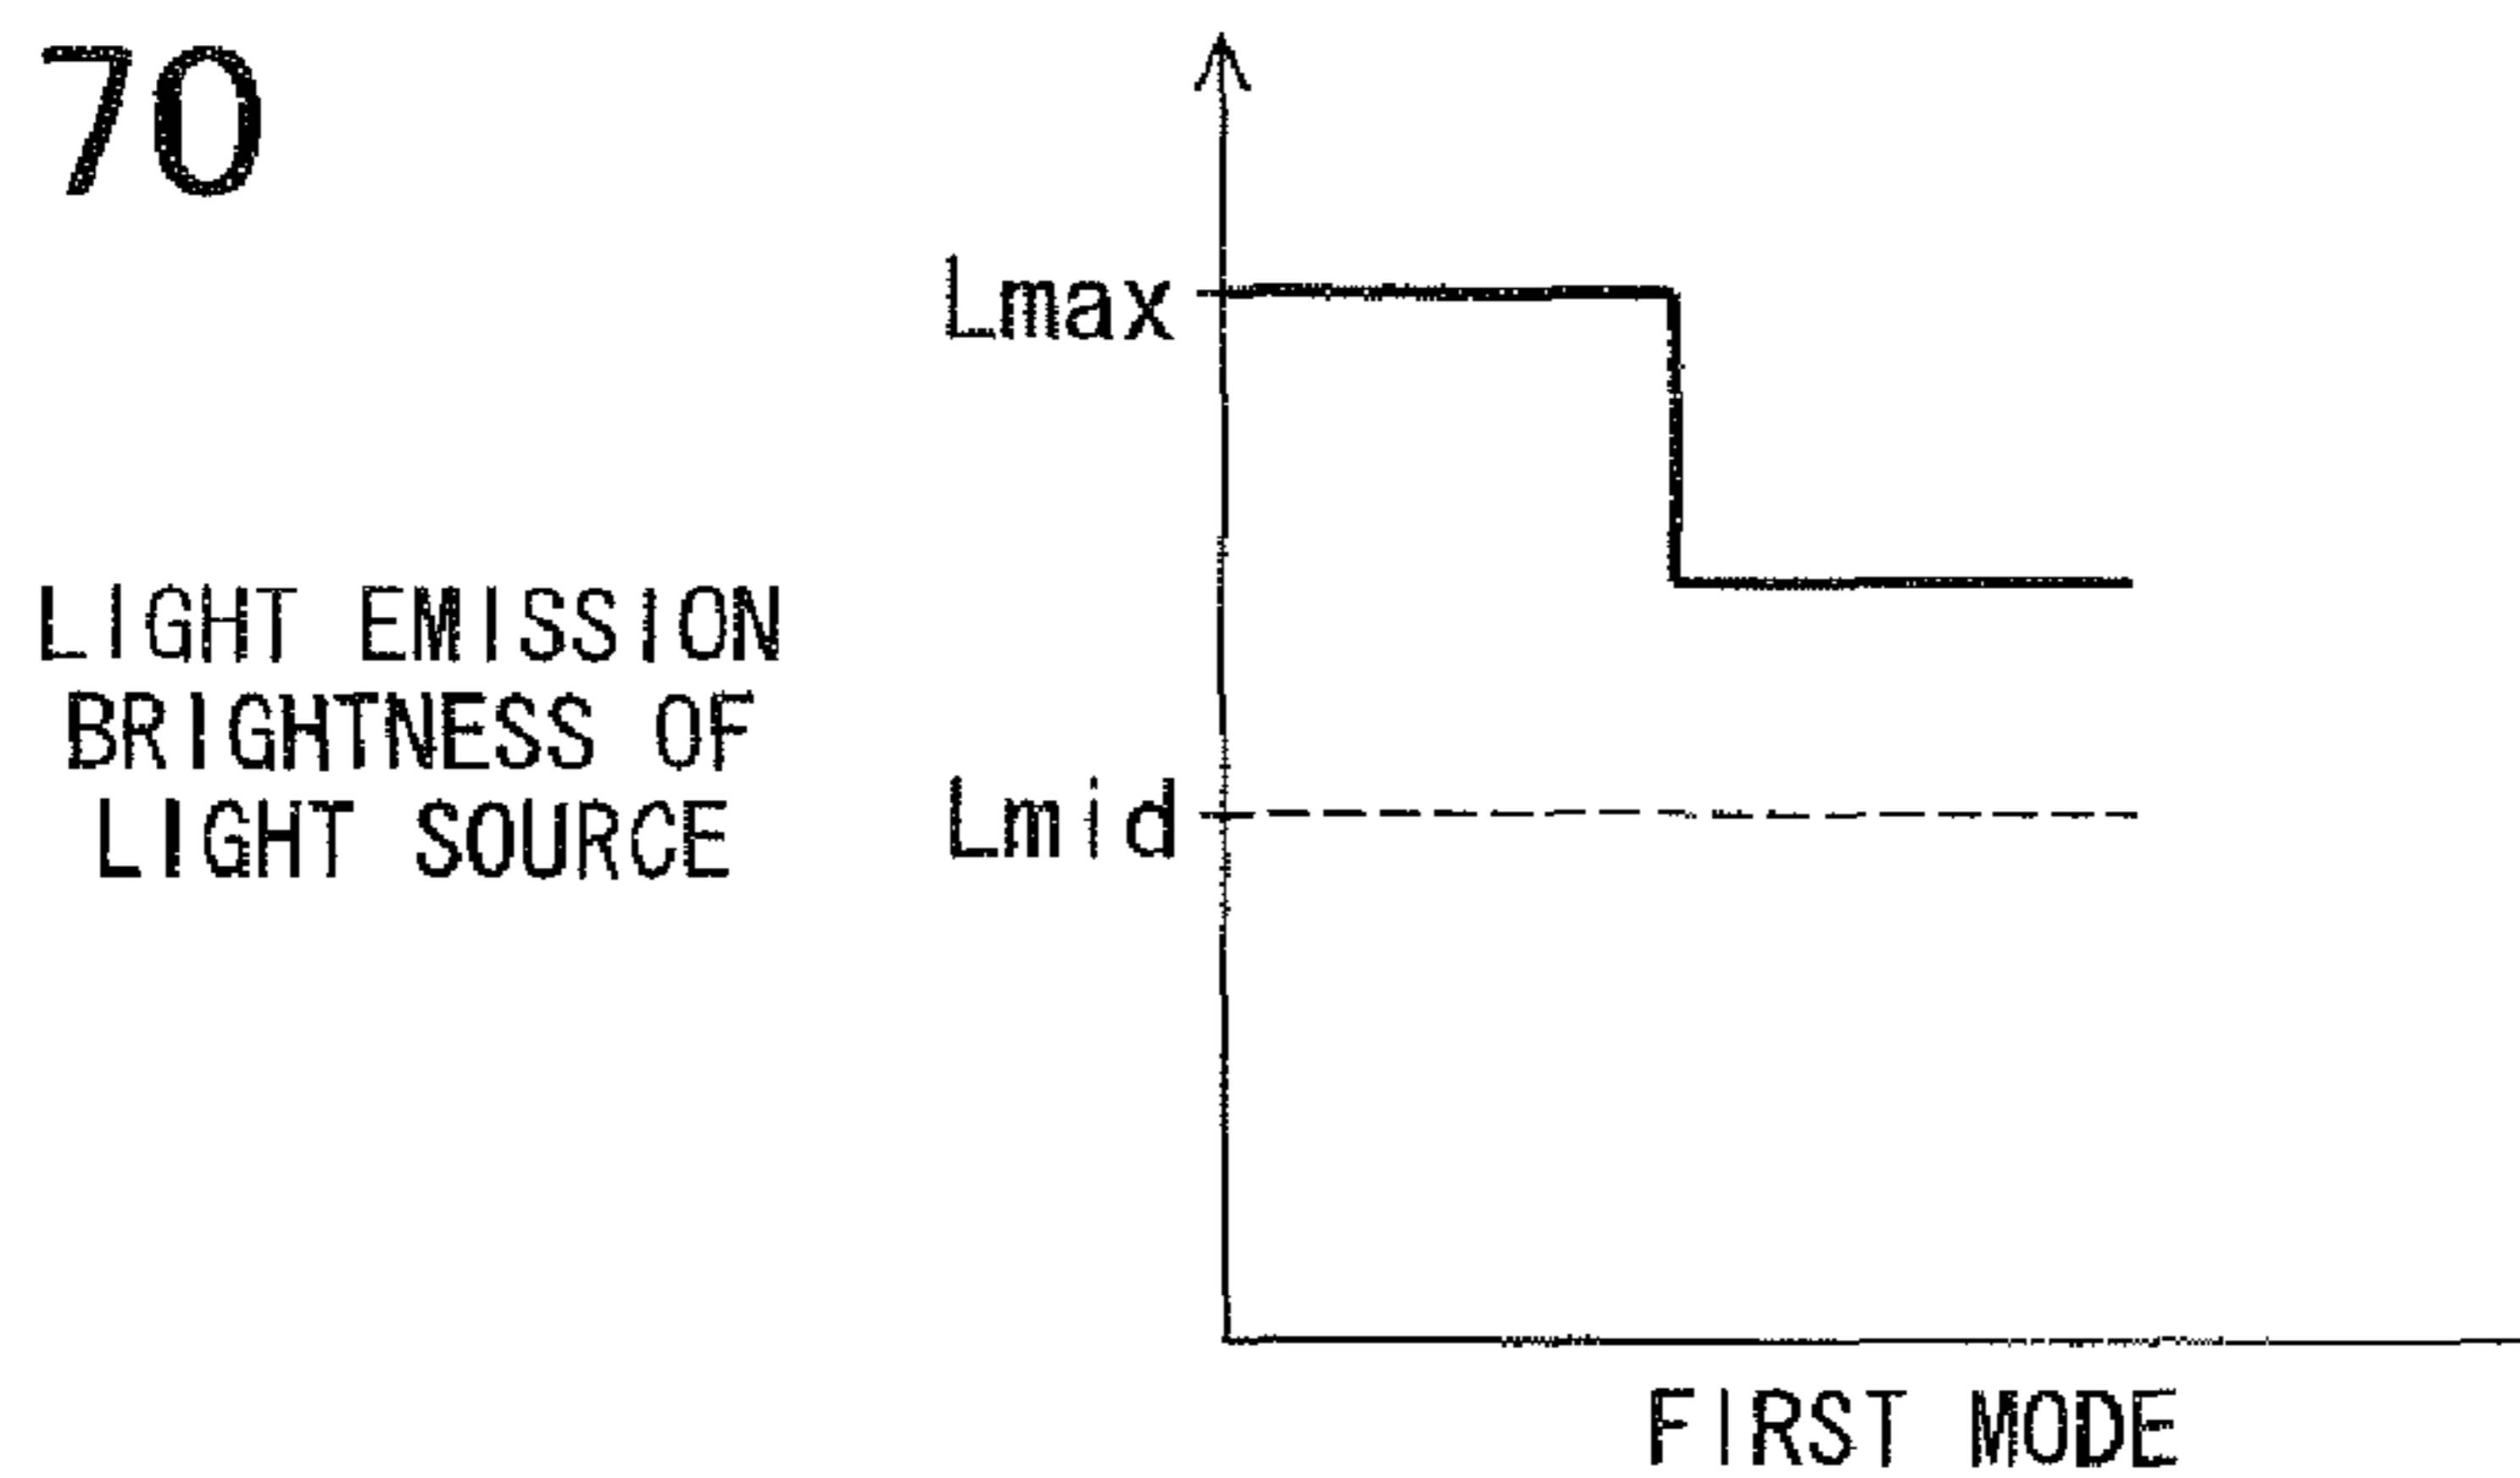 70
Lmax
LIGHT EMISSION
BRIGHTNESS OF
LIGHT SOURCE
Lmid
FIRST MODE